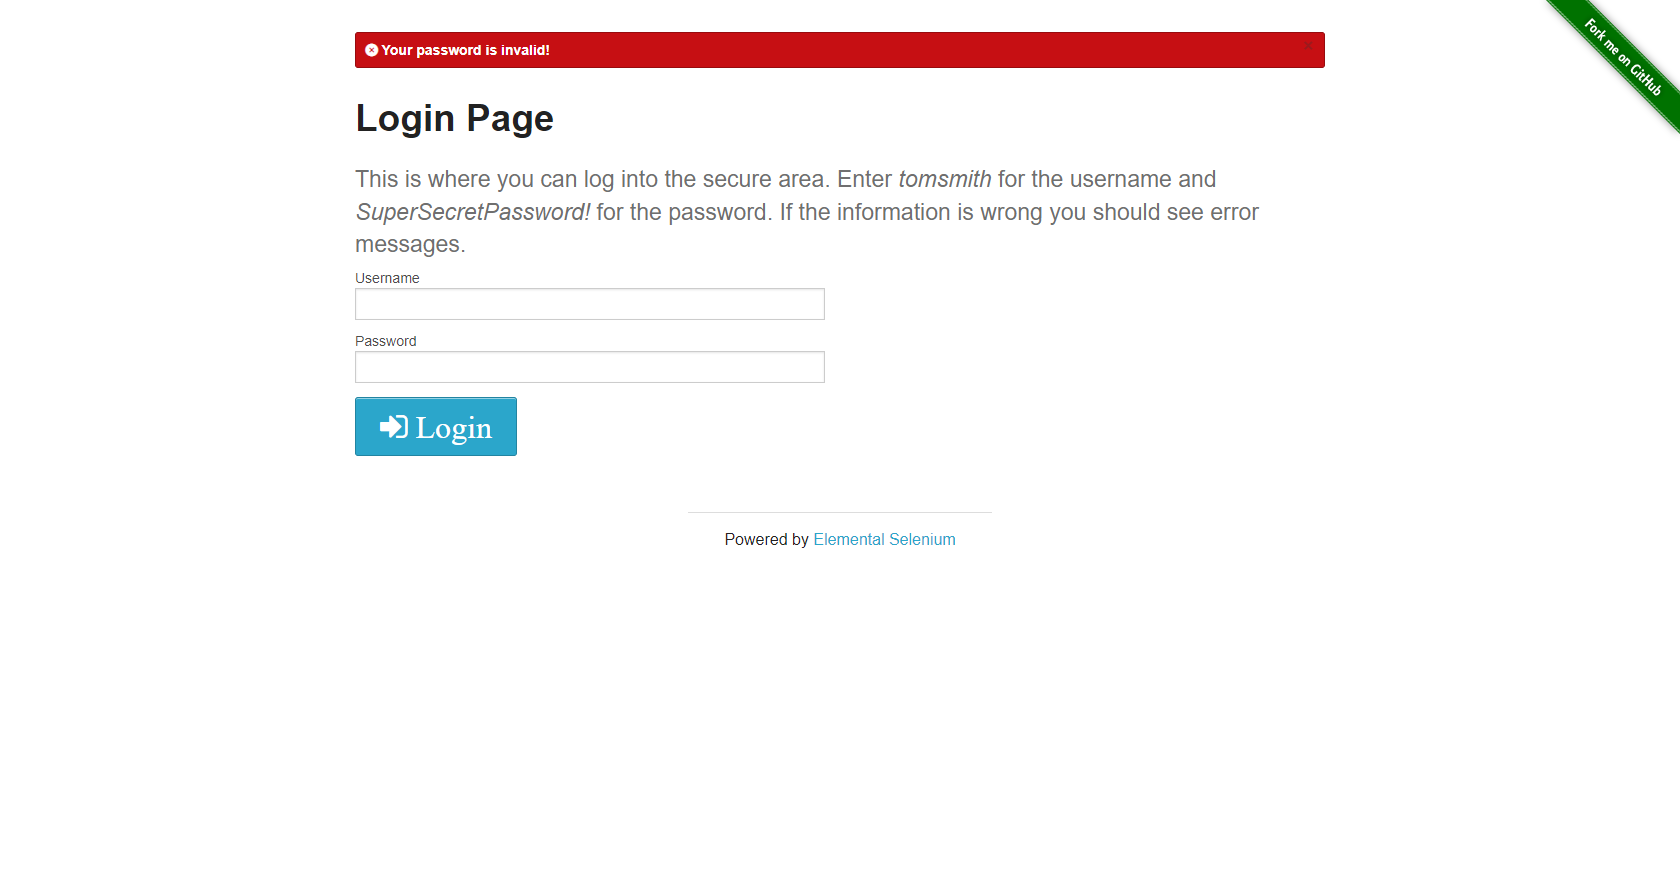 Your password is invalid!
×
Fork me on GitHub
Login Page
This is where you can log into the secure area. Enter tomsmith for the username and
SuperSecretPassword! for the password. If the information is wrong you should see error
messages.
Username
Password
Login
Powered by Elemental Selenium